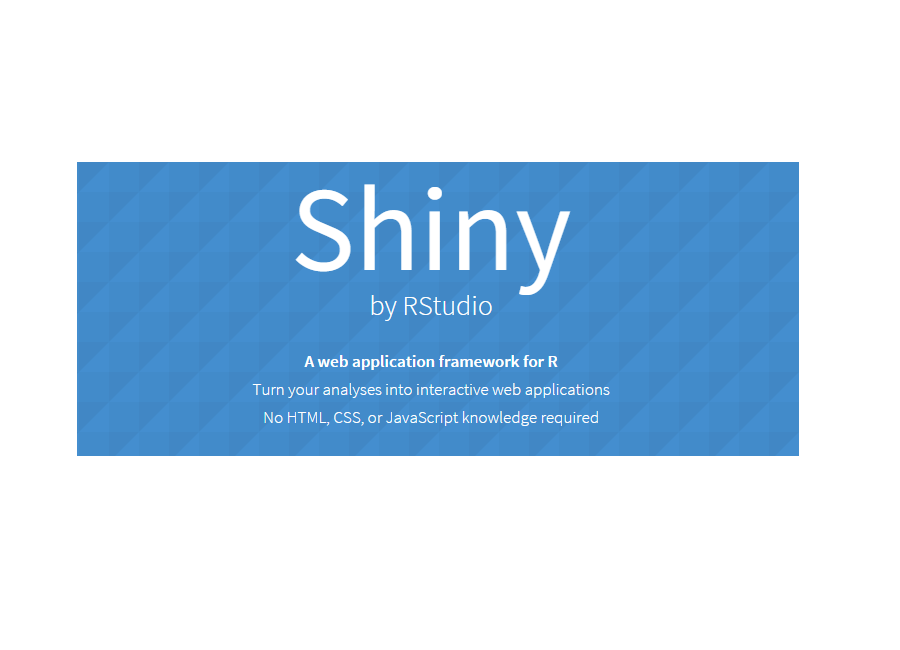 Shiny
by RStudio
A web application framework for R
Turn your analyses into interactive web applications
No HTML, CSS, or JavaScript knowledge required